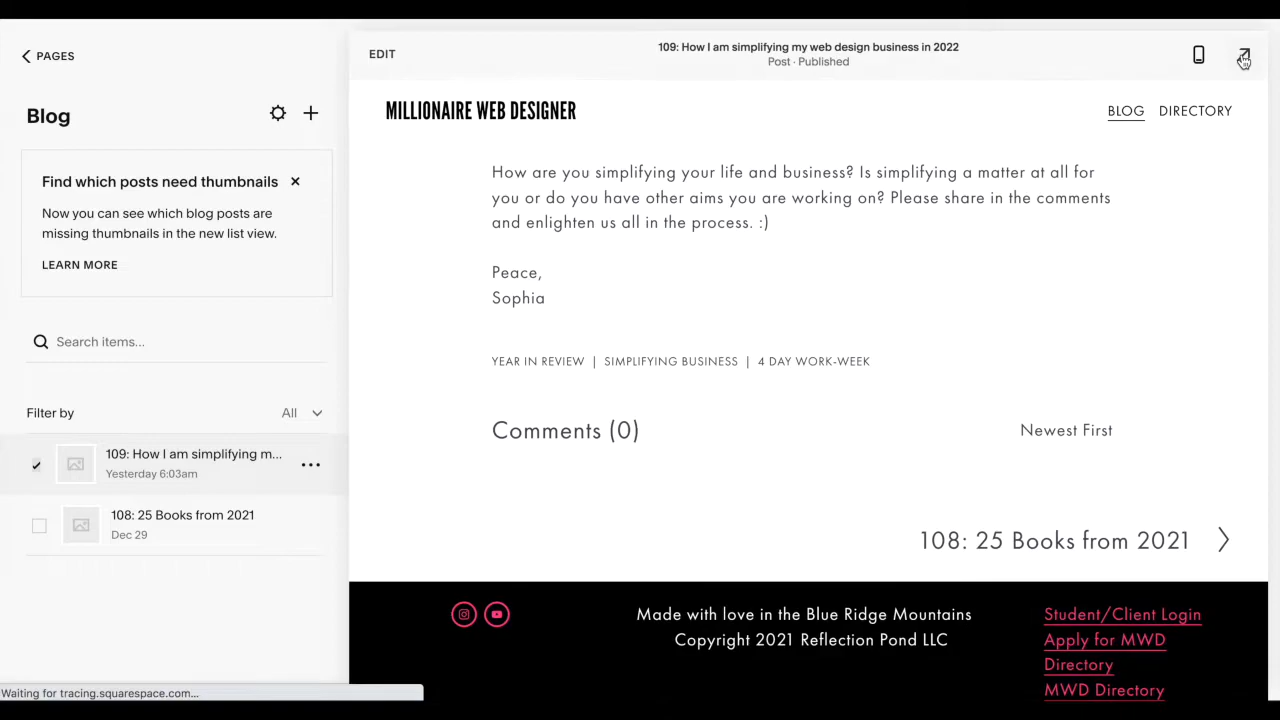 PAGES
Blog
Find which posts need thumbnails
Now you can see which blog posts are
missing thumbnails in the new list view.
LEARN MORE
Search items...
Filter by
All
109: How I am simplifying m...
Yesterday 6:03am
108: 25 Books from 2021
Dec 29
Waiting for tracing.squarespace.com...
EDIT
109: How I am simplifying my web design business in 2022
Post · Published
MILLIONAIRE WEB DESIGNER
BLOG
DIRECTORY
How are you simplifying your life and business? Is simplifying a matter at all for
you or do you have other aims you are working on? Please share in the comments
and enlighten us all in the process. :)
Peace,
Sophia
YEAR IN REVIEW | SIMPLIFYING BUSINESS | 4 DAY WORK-WEEK
Comments (0)
Newest First
108: 25 Books from 2021
Made with love in the Blue Ridge Mountains
Copyright 2021 Reflection Pond LLC
Student/Client Login
Apply for MWD
Directory
MWD Directory